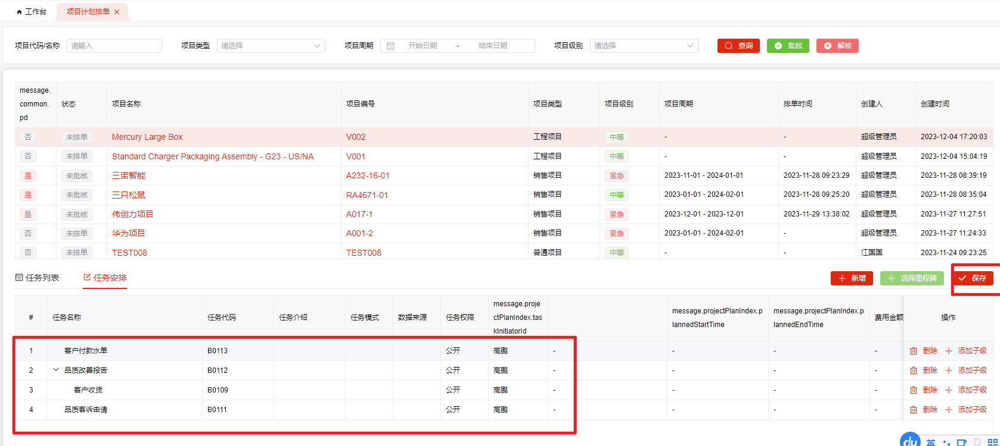 工作台 项目计划排单
项目代码/名称 请输入 项目类型 请选择 项目周期 开始日期 - 结束日期 项目级别 请选择 查询 批核 解核
message.common.pd 状态 项目名称 项目编号 项目类型 项目级别 项目周期 排单时间 创建人 创建时间
否 未排单 Mercury Large Box V002 工程项目 中等 - - 超级管理员 2023-12-04 17:20:03
否 未排单 Standard Charger Packaging Assembly - G23 - US/NA V001 工程项目 中等 - - 超级管理员 2023-12-04 15:04:19
是 未批核 三诺智能 A232-16-01 销售项目 紧急 2023-11-01 - 2024-01-01 2023-11-28 09:23:29 超级管理员 2023-11-28 08:39:19
是 未批核 三只松鼠 RA4671-01 销售项目 中等 2023-01-01 - 2024-02-01 2023-11-28 09:25:20 超级管理员 2023-11-28 08:35:04
是 未批核 伟创力项目 A017-1 销售项目 紧急 2023-12-01 - 2023-12-01 2023-11-29 13:38:02 超级管理员 2023-11-27 11:27:51
否 未排单 华为项目 A001-2 销售项目 紧急 2023-01-01 - 2024-02-01 - 超级管理员 2023-11-27 11:24:33
否 未排单 TEST008 TEST008 普通项目 中等 - - 江国国 2023-11-24 09:23:25
任务列表 任务安排 新增 选择里程碑 保存
# 任务名称 任务代码 任务介绍 任务模式 数据来源 任务权限 message.projectPlanIndex.taskInitiatorId message.projectPlanIndex.plannedStartTime message.projectPlanIndex.plannedEndTime 费用金额 操作
1 客户付款水单 B0113 公开 高鹏 - - - - 删除 添加子级
2 品质改善报告 B0112 公开 高鹏 - - - - 删除 添加子级
3 客户收货 B0109 公开 高鹏 - - - - 删除 添加子级
4 品质客诉申请 B0111 公开 高鹏 - - - - 删除 添加子级
du 英